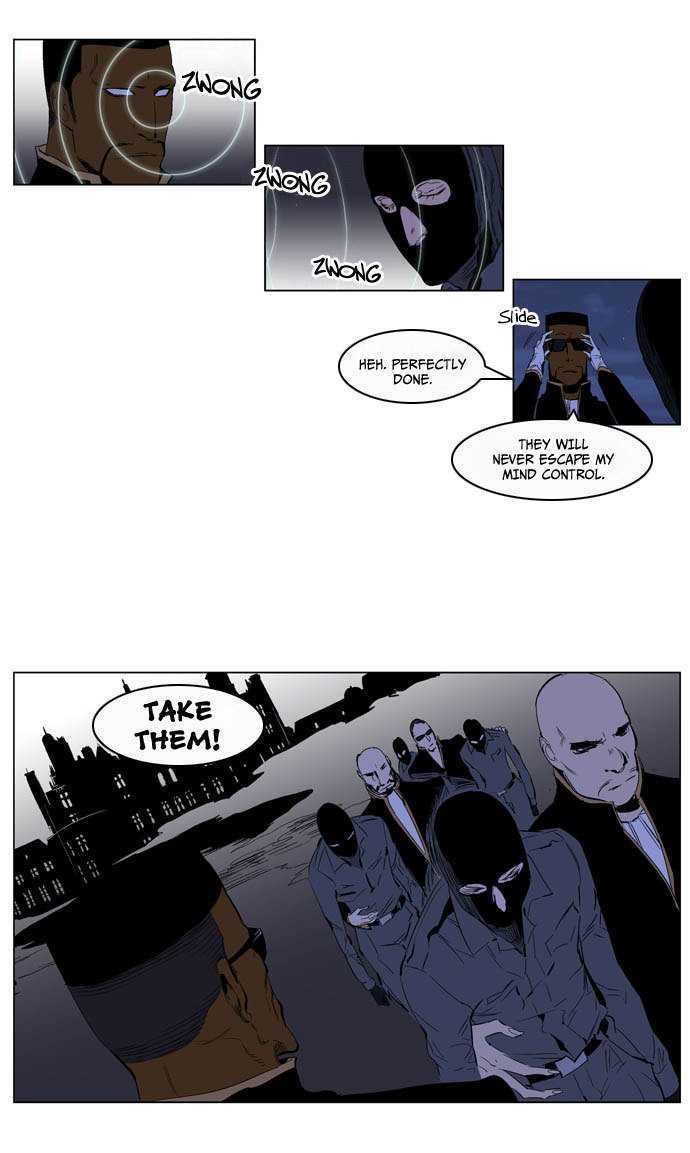 ZWONG
ZWONG
ZWONG
Slide
HEH. PERFECTLY
DONE.
THEY WILL
NEVER ESCAPE MY
MIND CONTROL.
TAKE
THEM!